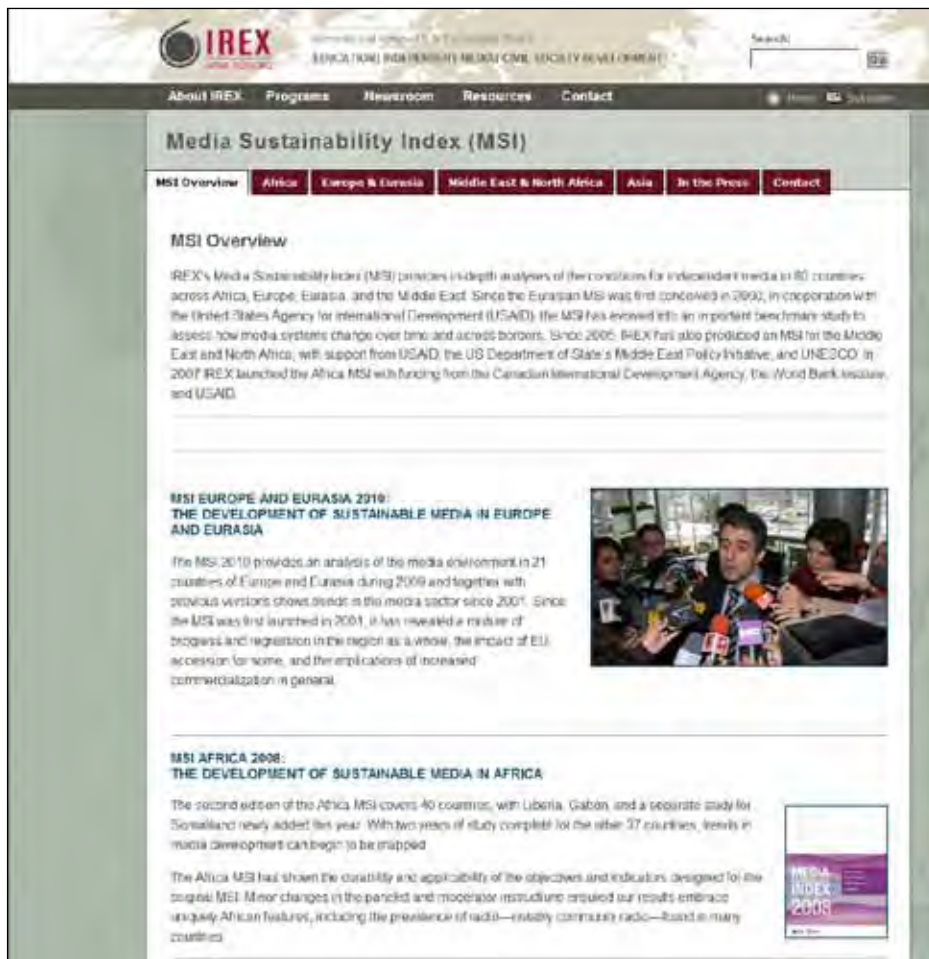 IREX
Search:
EDUCATION | INDEPENDENT MEDIA | CIVIL SOCIETY DEVELOPMENT
About IREX Programs Newsroom Resources Contact
Media Sustainability Index (MSI)
MSI Overview Africa Europe & Eurasia Middle East & North Africa Asia In the Press Contact
MSI Overview
IREX's Media Sustainability Index (MSI) provides in-depth analyses of the conditions for independent media in 80 countries
across Africa, Europe, Eurasia, and the Middle East. Since the Eurasian MSI was first conceived in 2000, in cooperation with
the United States Agency for International Development (USAID), the MSI has evolved into an important benchmark study to
assess how media systems change over time and across borders. Since 2005, IREX has also produced an MSI for the Middle
East and North Africa, with support from USAID, the US Department of State's Middle East Policy Initiative, and UNESCO. In
2007 IREX launched the Africa MSI with funding from the Canadian International Development Agency, the World Bank Institute,
and USAID.
MSI EUROPE AND EURASIA 2010:
THE DEVELOPMENT OF SUSTAINABLE MEDIA IN EUROPE
AND EURASIA
The MSI 2010 provides an analysis of the media environment in 21
countries of Europe and Eurasia during 2009 and together with
previous versions shows trends in the media sector since 2001. Since
the MSI was first launched in 2001, it has revealed a mixture of
progress and regression in the region as a whole, the impact of EU
accession for some, and the implications of increased
commercialization in general.
MSI AFRICA 2008:
THE DEVELOPMENT OF SUSTAINABLE MEDIA IN AFRICA
The second edition of the Africa MSI covers 40 countries, with Liberia, Gabon, and a separate study for
Somaliland newly added this year. With two years of study complete for the other 37 countries, trends in
media development can begin to be mapped.
The Africa MSI has shown the durability and applicability of the objectives and indicators designed for the
original MSI. Minor changes in the panelist and moderator instructions ensured our results embrace
uniquely African features, including the prevalence of radio—notably community radio—found in many
countries.
MEDIA
INDEX
2008